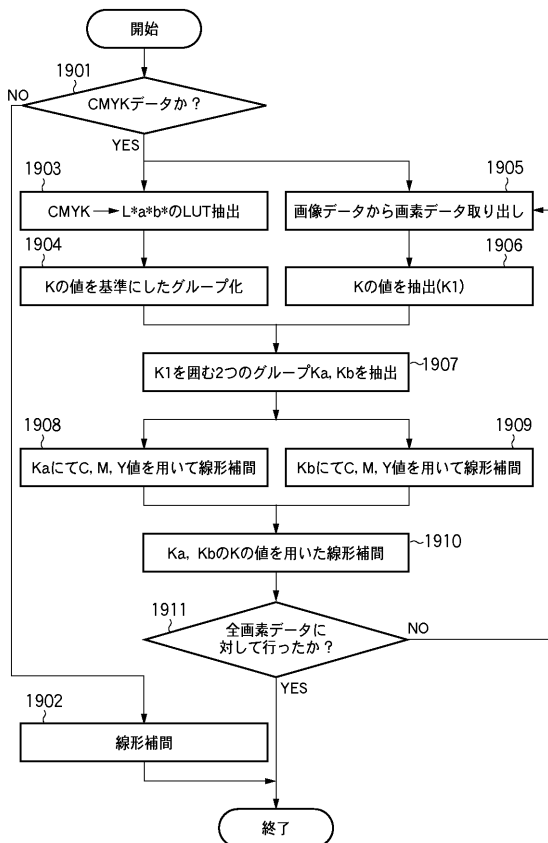 開始
1901
CMYKデータか？
NO
YES
1903
CMYK→L*a*b*のLUT抽出
1905
画像データから画素データ取り出し
1904
Kの値を基準にしたグループ化
1906
Kの値を抽出(K1)
K1を囲む2つのグループKa, Kbを抽出
1907
1908
KaにてC, M, Y値を用いて線形補間
1909
KbにてC, M, Y値を用いて線形補間
Ka, KbのKの値を用いた線形補間
1910
1911
全画素データに
対して行ったか？
NO
YES
1902
線形補間
終了